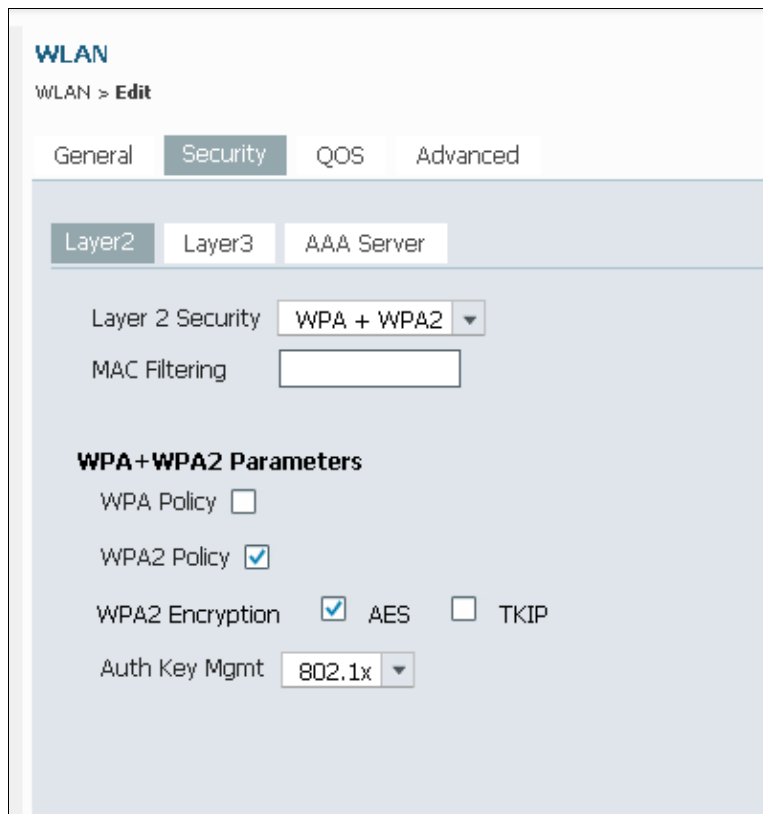 WLAN
WLAN > Edit
General Security QOS Advanced
Layer2 Layer3 AAA Server
Layer 2 Security WPA + WPA2
MAC Filtering
WPA+WPA2 Parameters
WPA Policy
WPA2 Policy
WPA2 Encryption AES TKIP
Auth Key Mgmt 802.1x